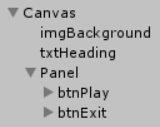 Canvas
imgBackground
txtHeading
Panel
btnPlay
btnExit